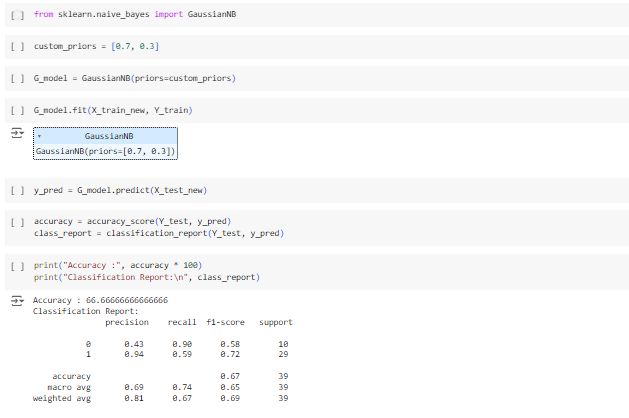 [ ] from sklearn.naive_bayes import GaussianNB
[ ] custom_priors = [0.7, 0.3]
[ ] G_model = GaussianNB(priors=custom_priors)
[ ] G_model.fit(X_train_new, Y_train)
GaussianNB
GaussianNB(priors=[0.7, 0.3])
[ ] y_pred = G_model.predict(X_test_new)
[ ] accuracy = accuracy_score(Y_test, y_pred)
class_report = classification_report(Y_test, y_pred)
[ ] print("Accuracy :", accuracy * 100)
print("Classification Report:\n", class_report)
Accuracy : 66.66666666666666
Classification Report:
precision recall f1-score support
0 0.43 0.90 0.58 10
1 0.94 0.59 0.72 29
accuracy 0.67 39
macro avg 0.69 0.74 0.65 39
weighted avg 0.81 0.67 0.69 39